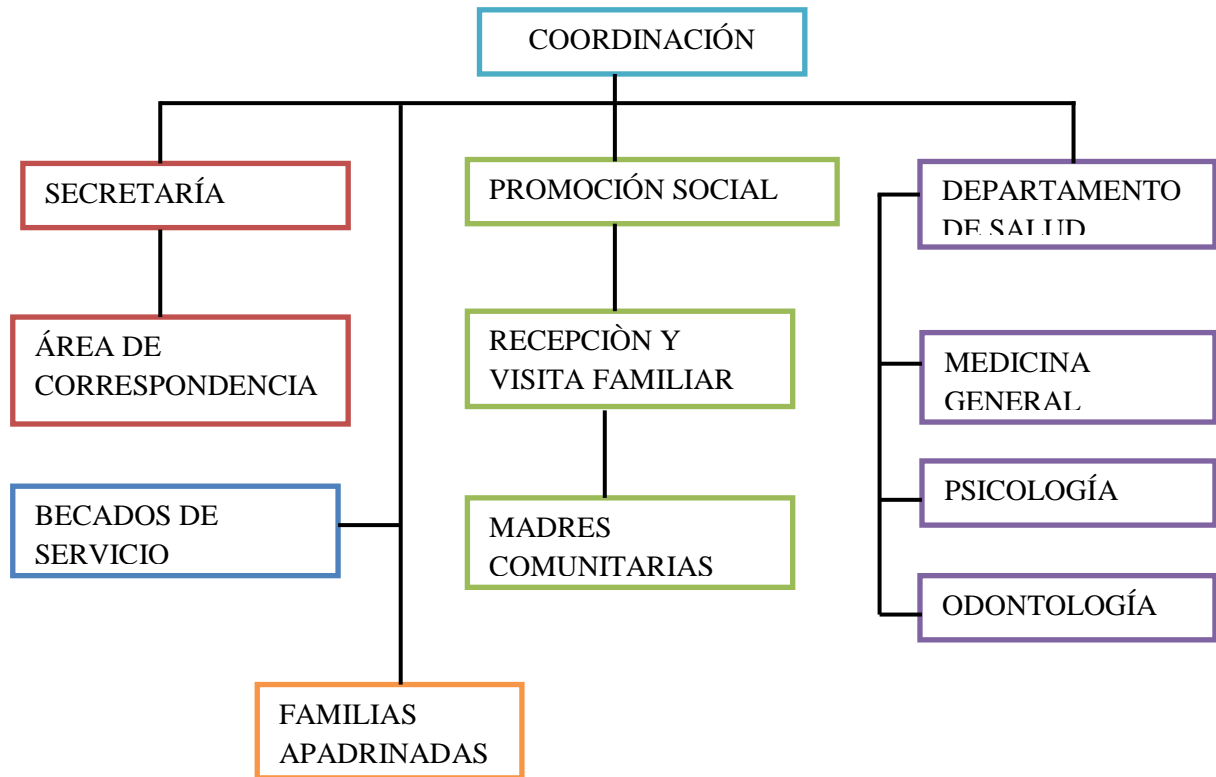 COORDINACIÓN
SECRETARÍA
PROMOCIÓN SOCIAL
DEPARTAMENTO
DE SALUD
ÁREA DE
CORRESPONDENCIA
RECEPCIÒN Y
VISITA FAMILIAR
MEDICINA
GENERAL
BECADOS DE
SERVICIO
MADRES
COMUNITARIAS
PSICOLOGÍA
ODONTOLOGÍA
FAMILIAS
APADRINADAS